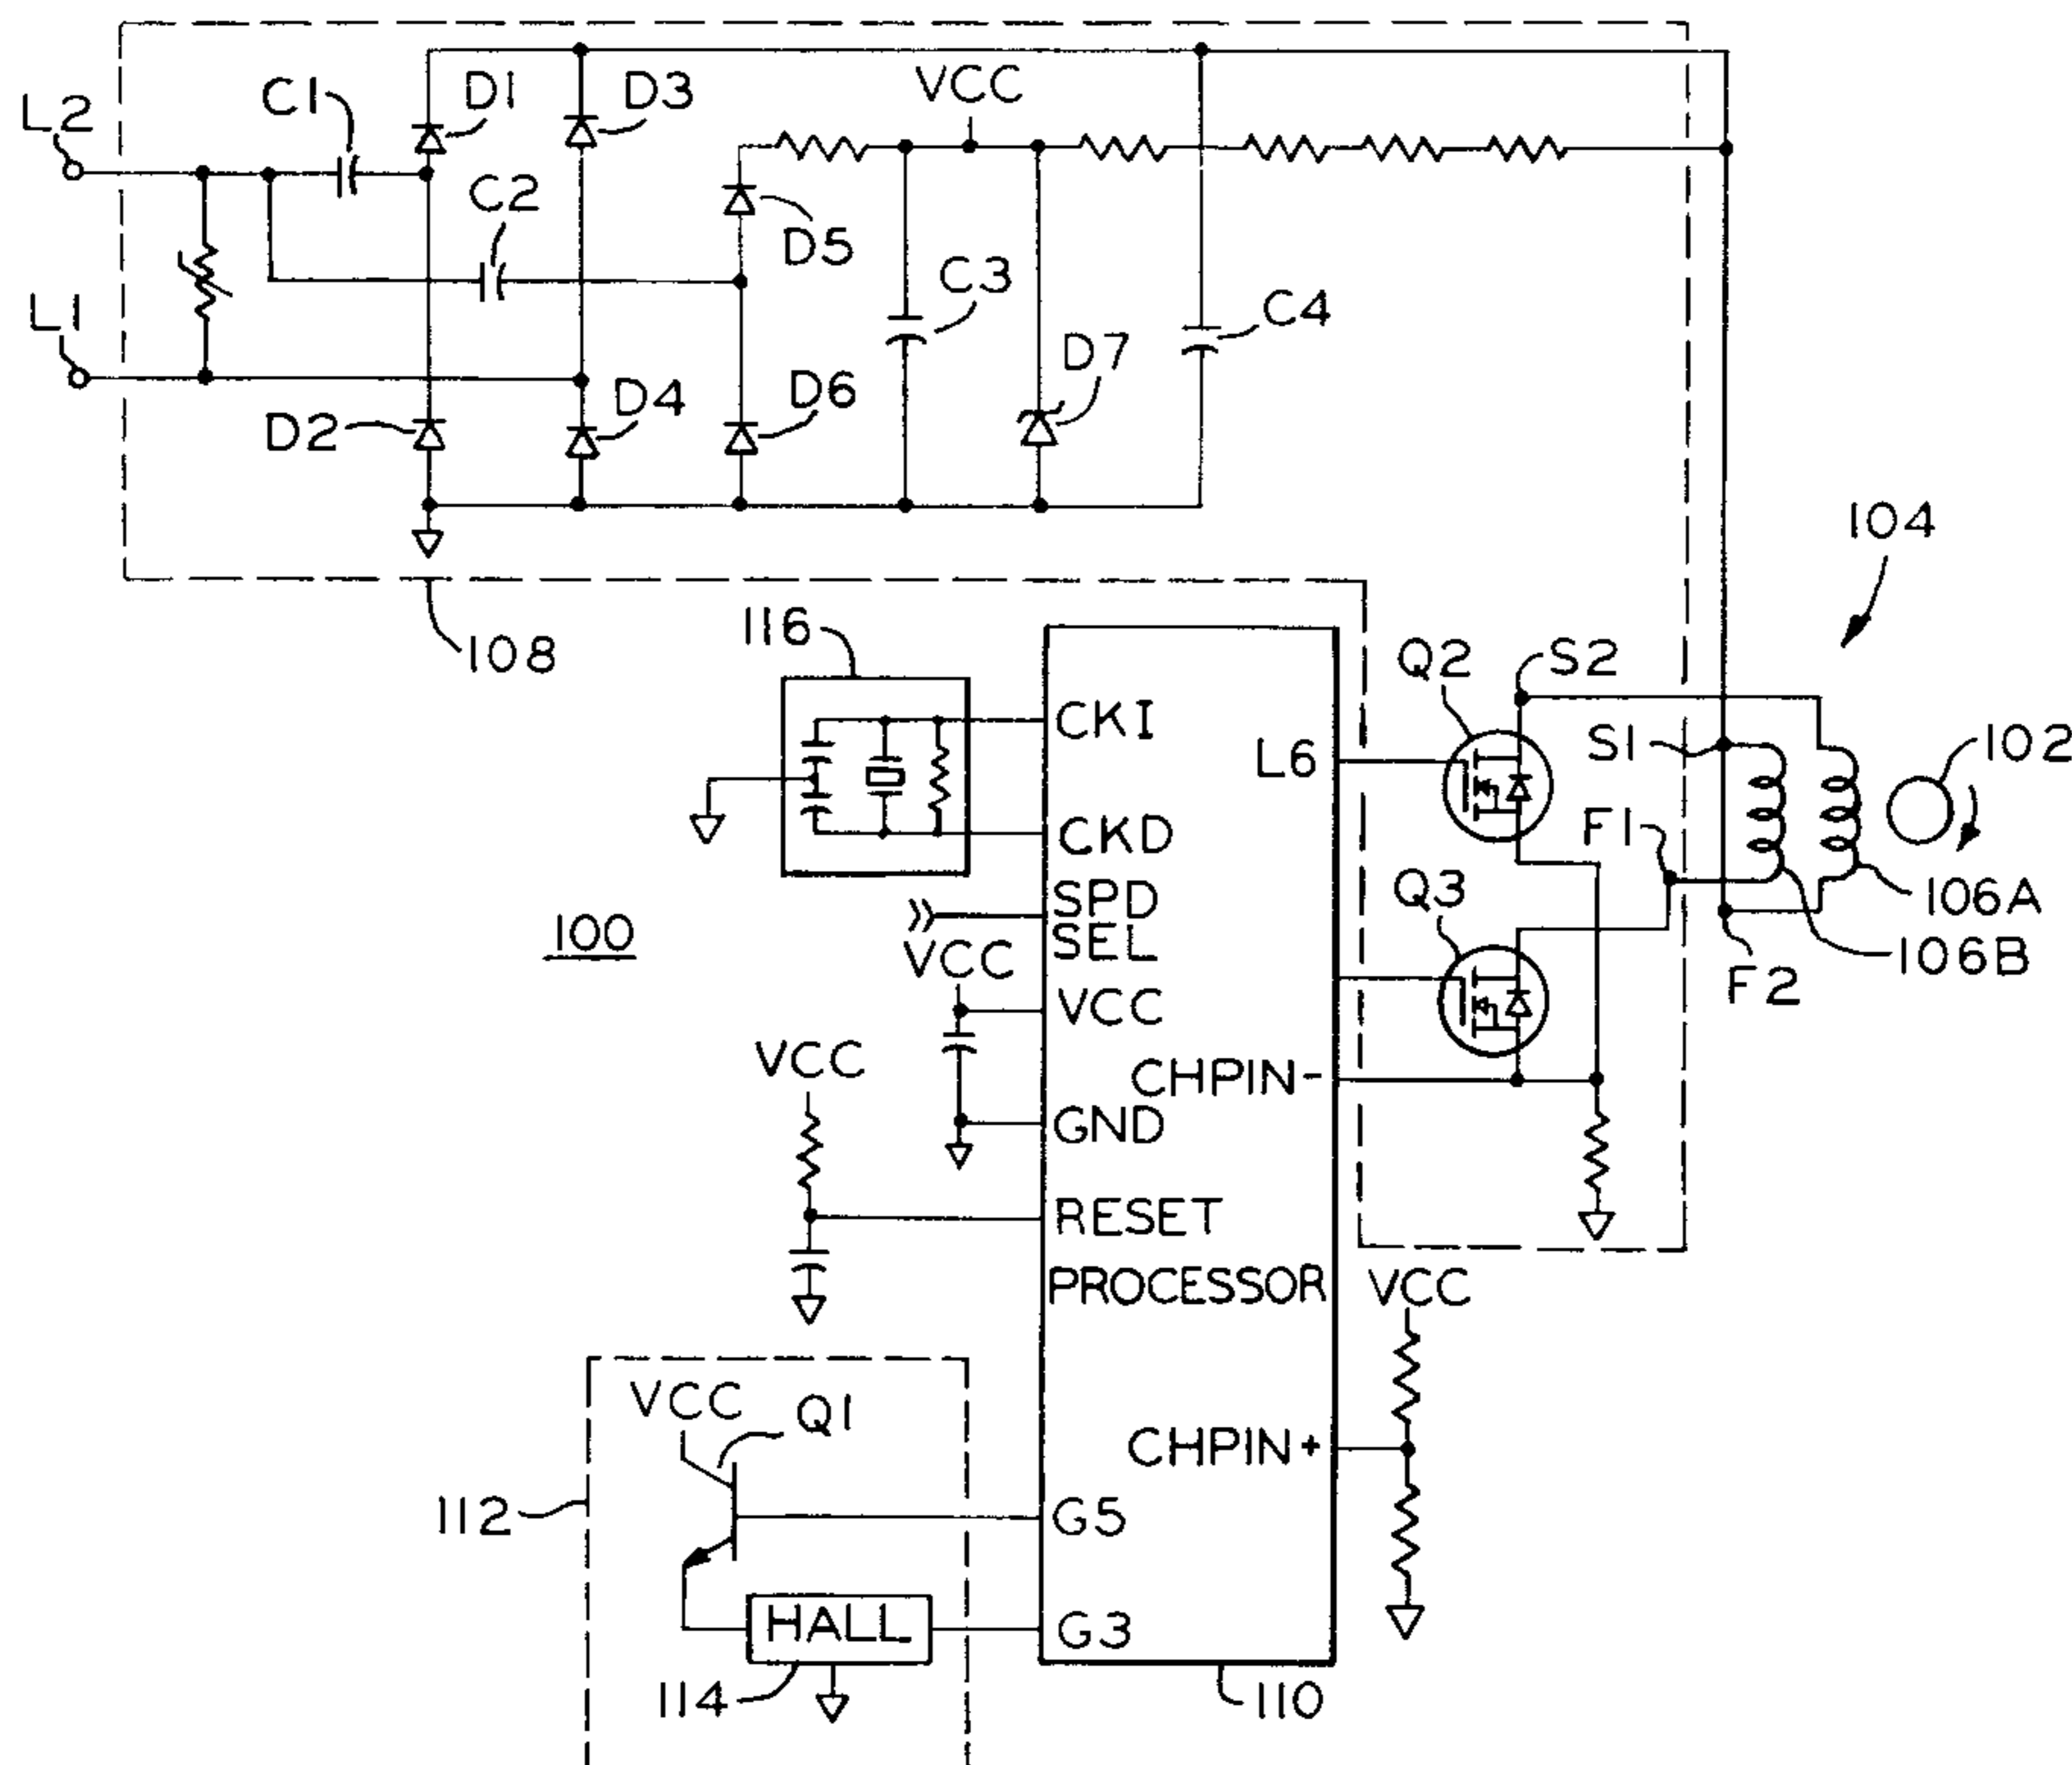 VCC
D1
D3
C1
L2
C2
D5
C3
C4
L1
D7
D6
D4
D2
104
116
108
Q2
S2
CKI
S1
102
L6
F1
CKD
Q3
SPD
106A
100
SEL
VCC
106B
F2
VCC
VCC
CHPIN-
GND
RESET
PROCESSOR
VCC
VCC
Q1
CHPIN+
112
G5
HALL
G3
114
110